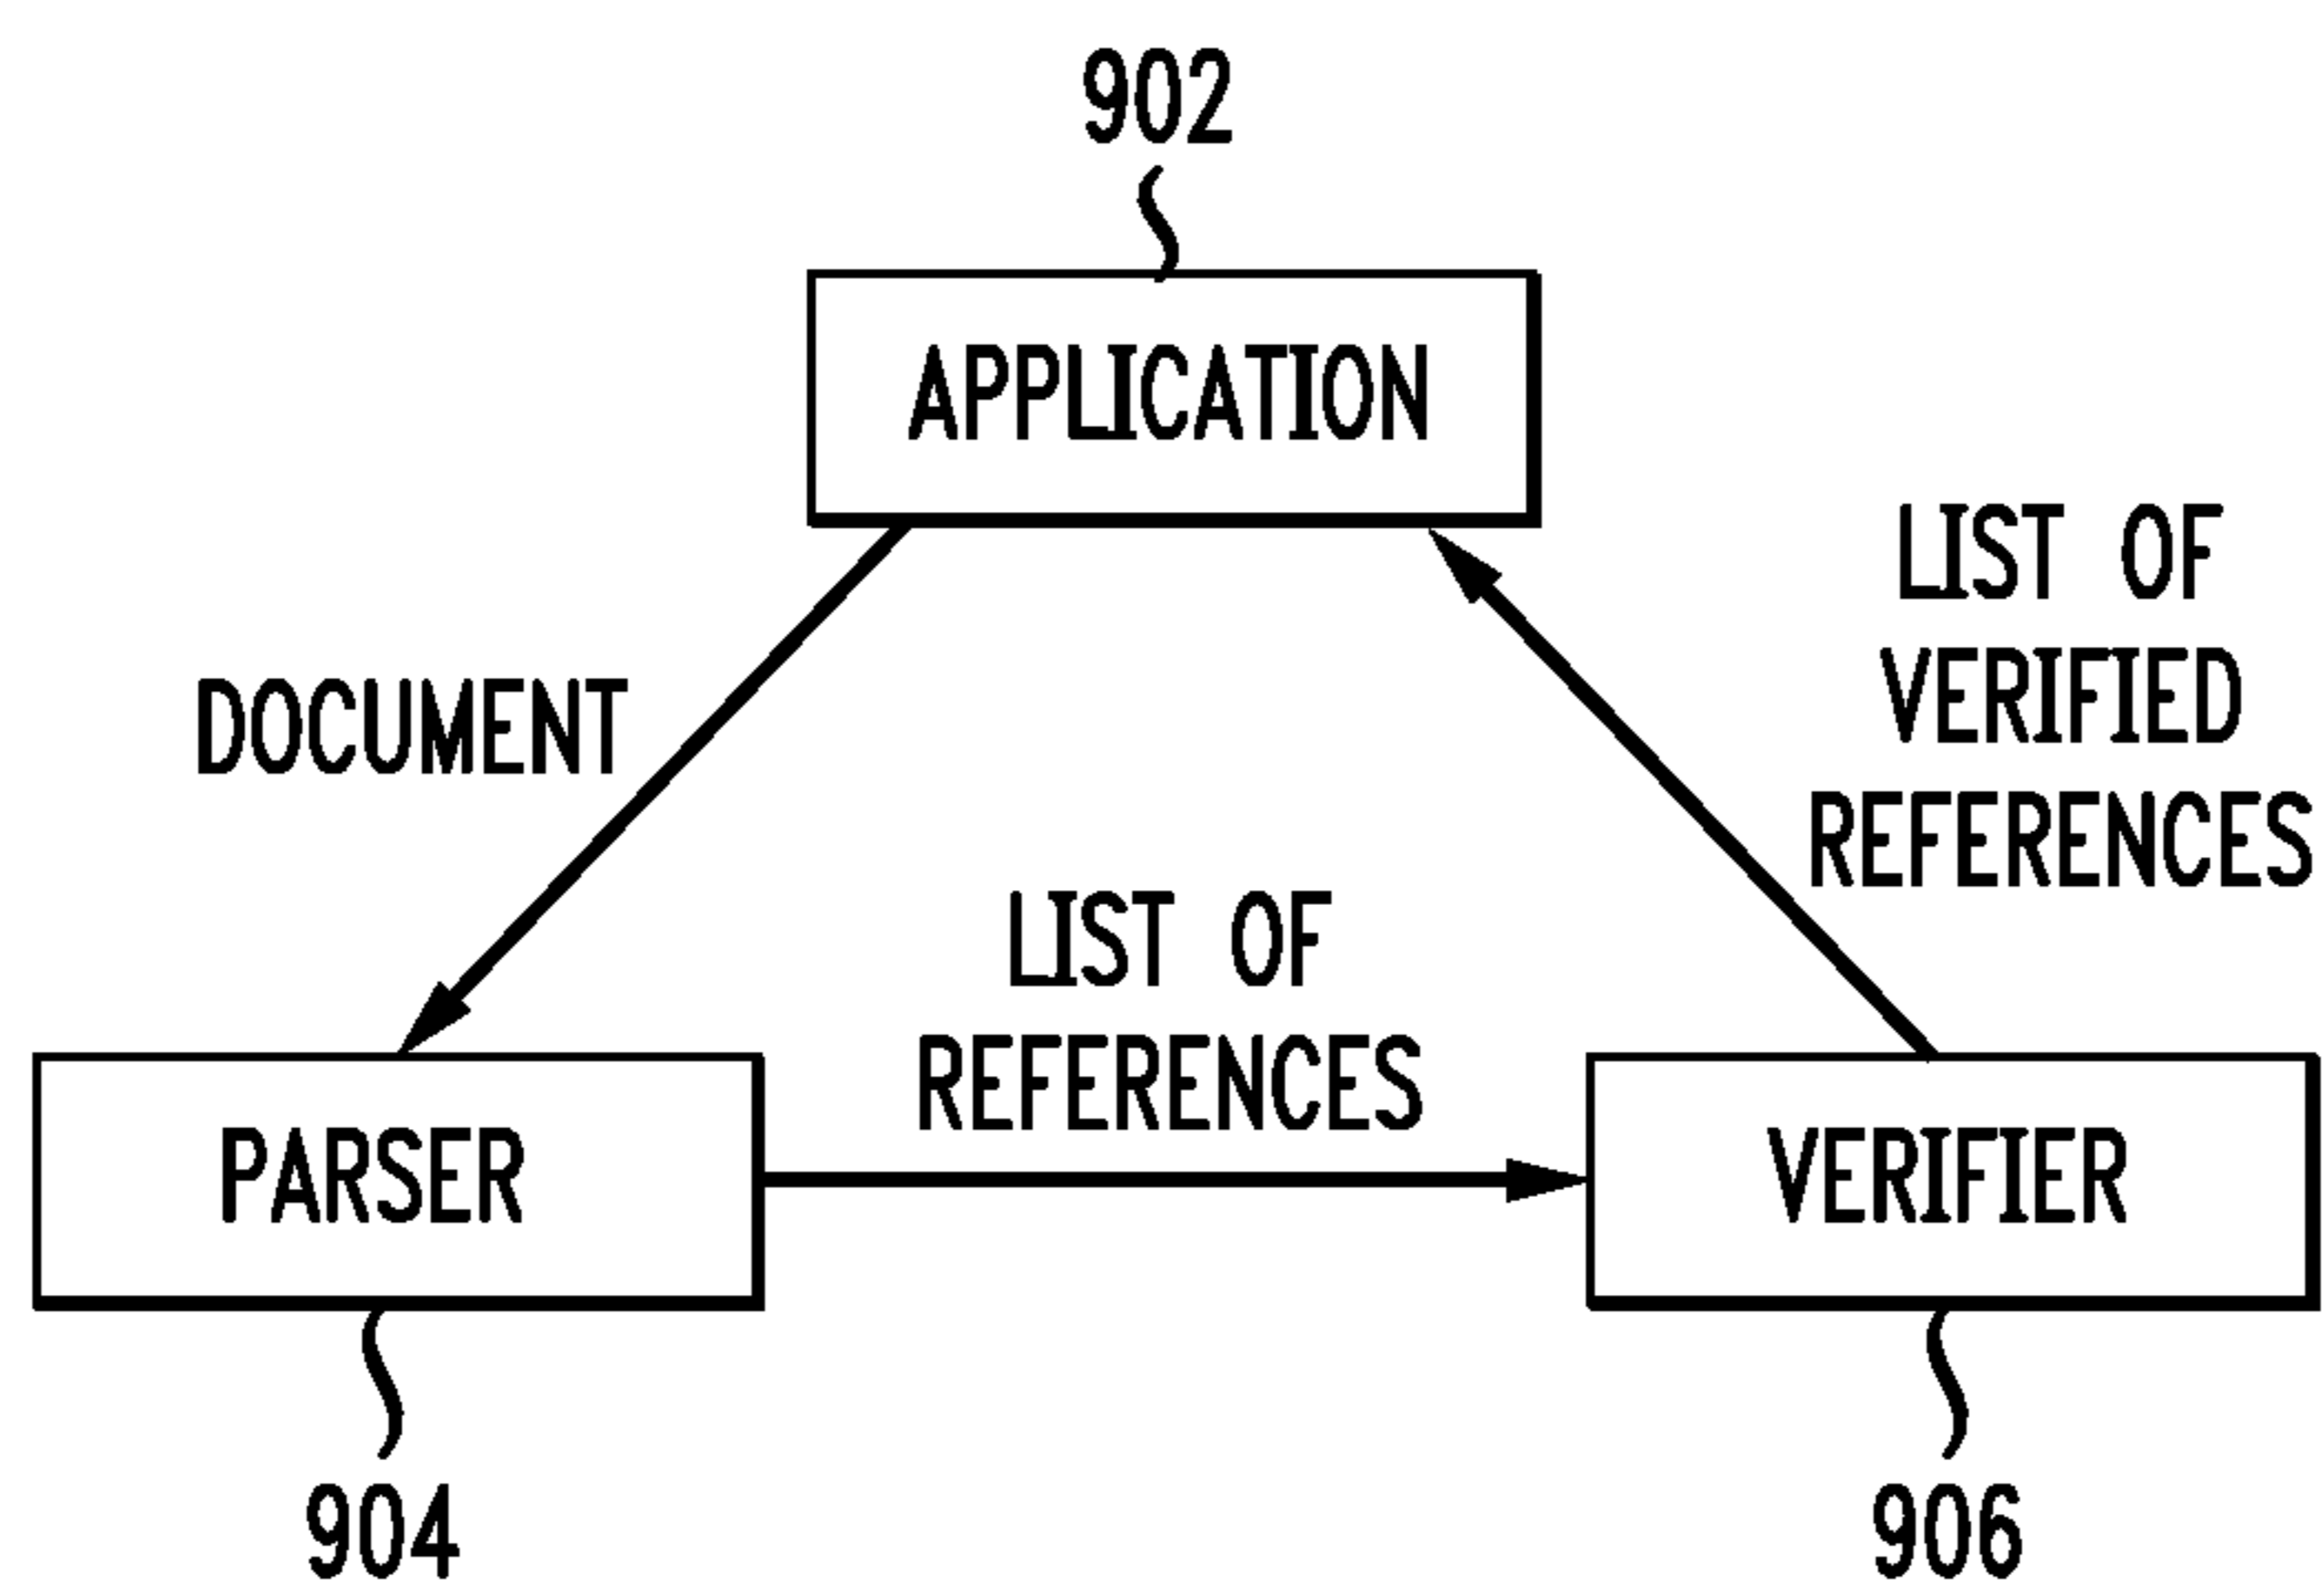 902
APPLICATION
DOCUMENT
LIST OF
VERIFIED
REFERENCES
LIST OF
REFERENCES
PARSER
VERIFIER
904
906